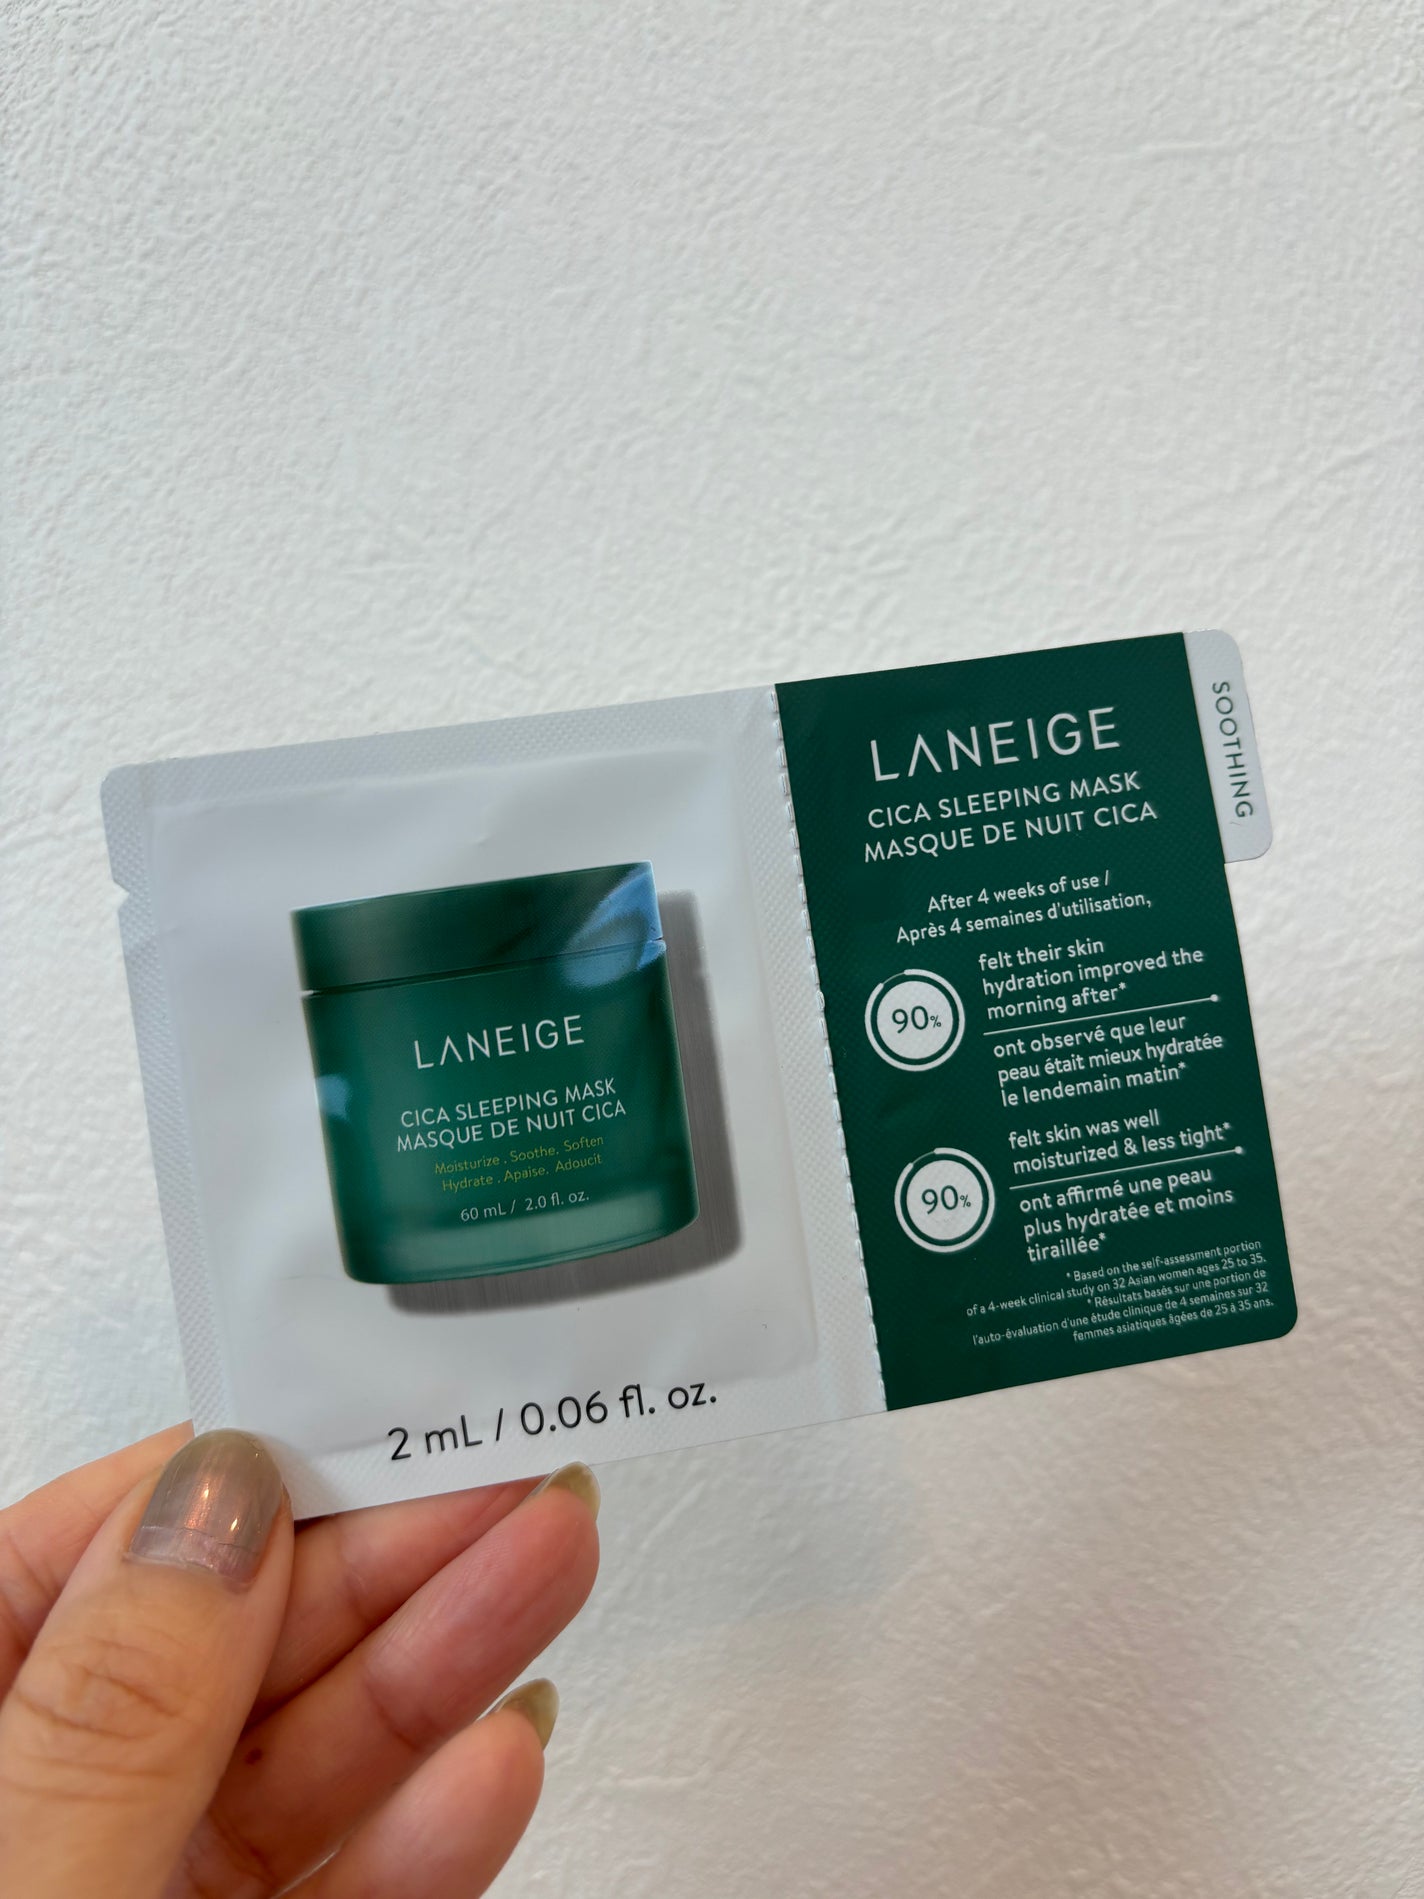 LANEIGE
CICA SLEEPING MASK
MASQUE DE NUIT CICA
Moisturize . Soothe. Soften
Hydrate . Apaise. Adoucit
60 mL / 2.0 fl. oz.
2 mL / 0.06 fl. oz.
LANEIGE
CICA SLEEPING MASK
MASQUE DE NUIT CICA
After 4 weeks of use /
Après 4 semaines d'utilisation,
90%
felt their skin
hydration improved the
morning after*
ont observé que leur
peau était mieux hydratée
le lendemain matin*
90%
felt skin was well
moisturized & less tight*
ont affirmé une peau
plus hydratée et moins
tiraillée*
* Based on the self-assessment portion
of a 4-week clinical study on 32 Asian women ages 25 to 35.
* Résultats basés sur une portion de
l'auto-évaluation d'une étude clinique de 4 semaines sur 32
femmes asiatiques âgées de 25 à 35 ans.
SOOTHING